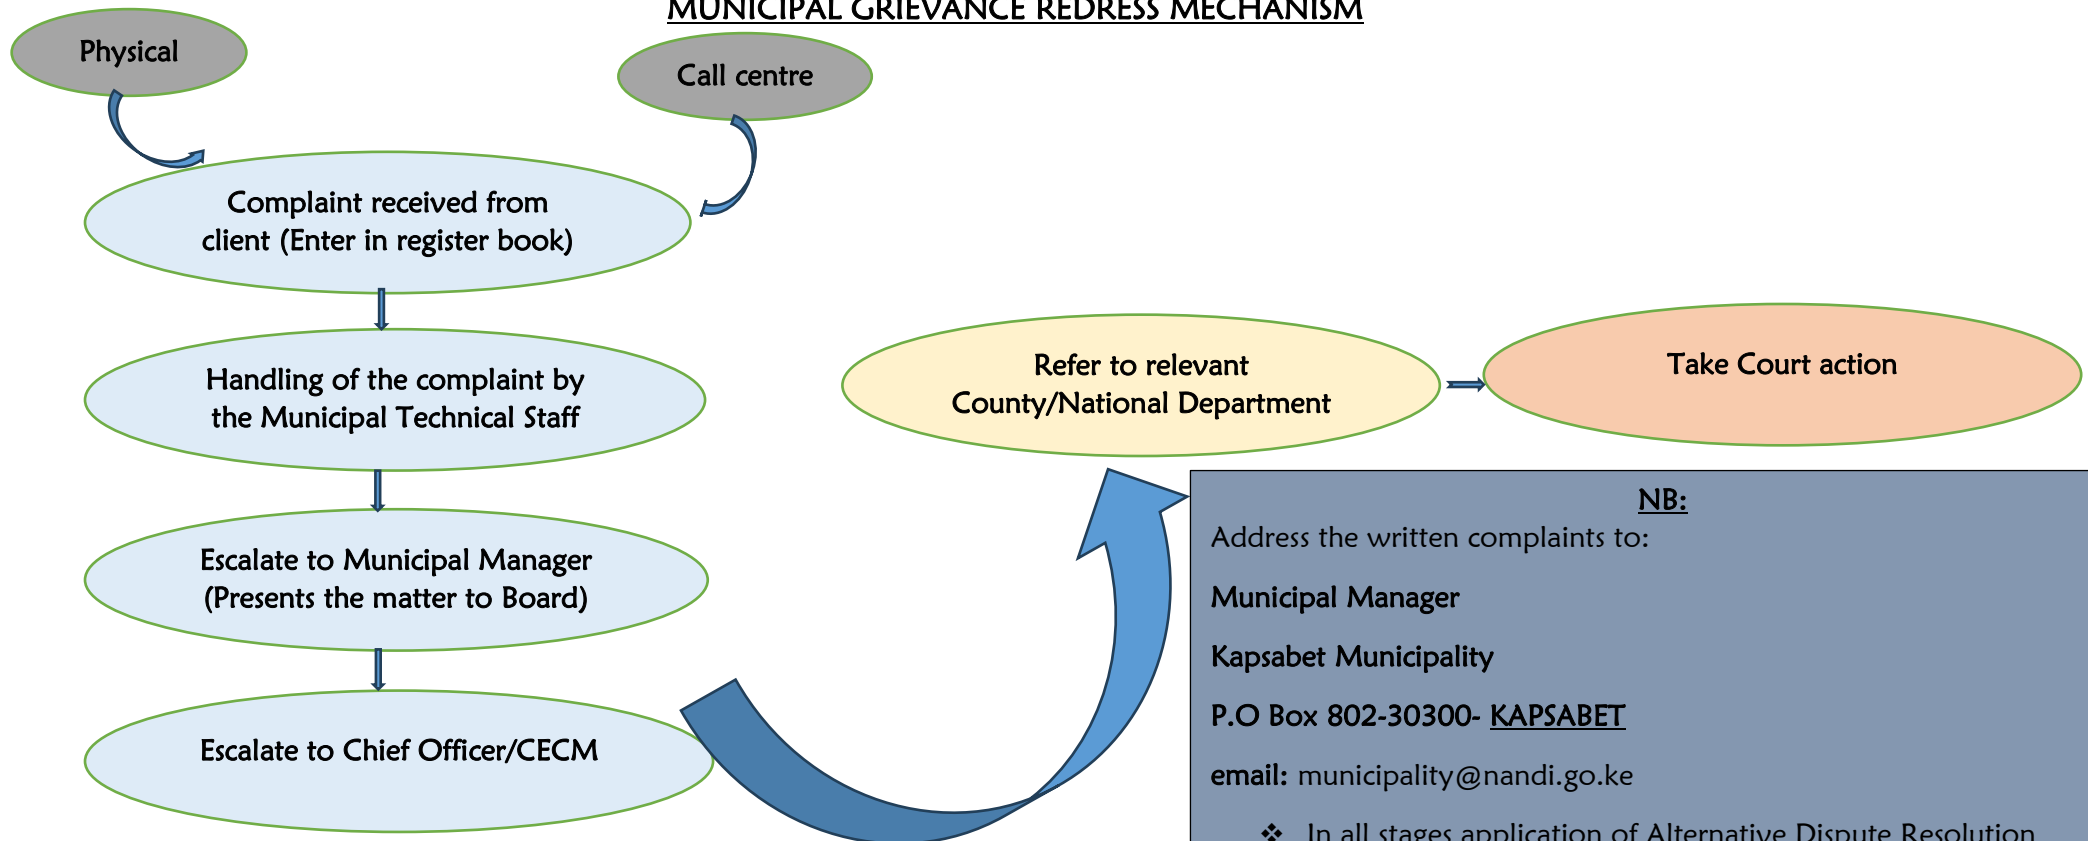 MUNICIPAL GRIEVANCE REDRESS MECHANISM
Physical
Call centre
Complaint received from
client (Enter in register book)
Handling of the complaint by
the Municipal Technical Staff
Escalate to Municipal Manager
(Presents the matter to Board)
Escalate to Chief Officer/CECM
Refer to relevant
County/National Department
Take Court action
NB:
Address the written complaints to:
Municipal Manager
Kapsabet Municipality
P.O Box 802-30300- KAPSABET
email: municipality@nandi.go.ke
❖ In all stages application of Alternative Dispute Resolution